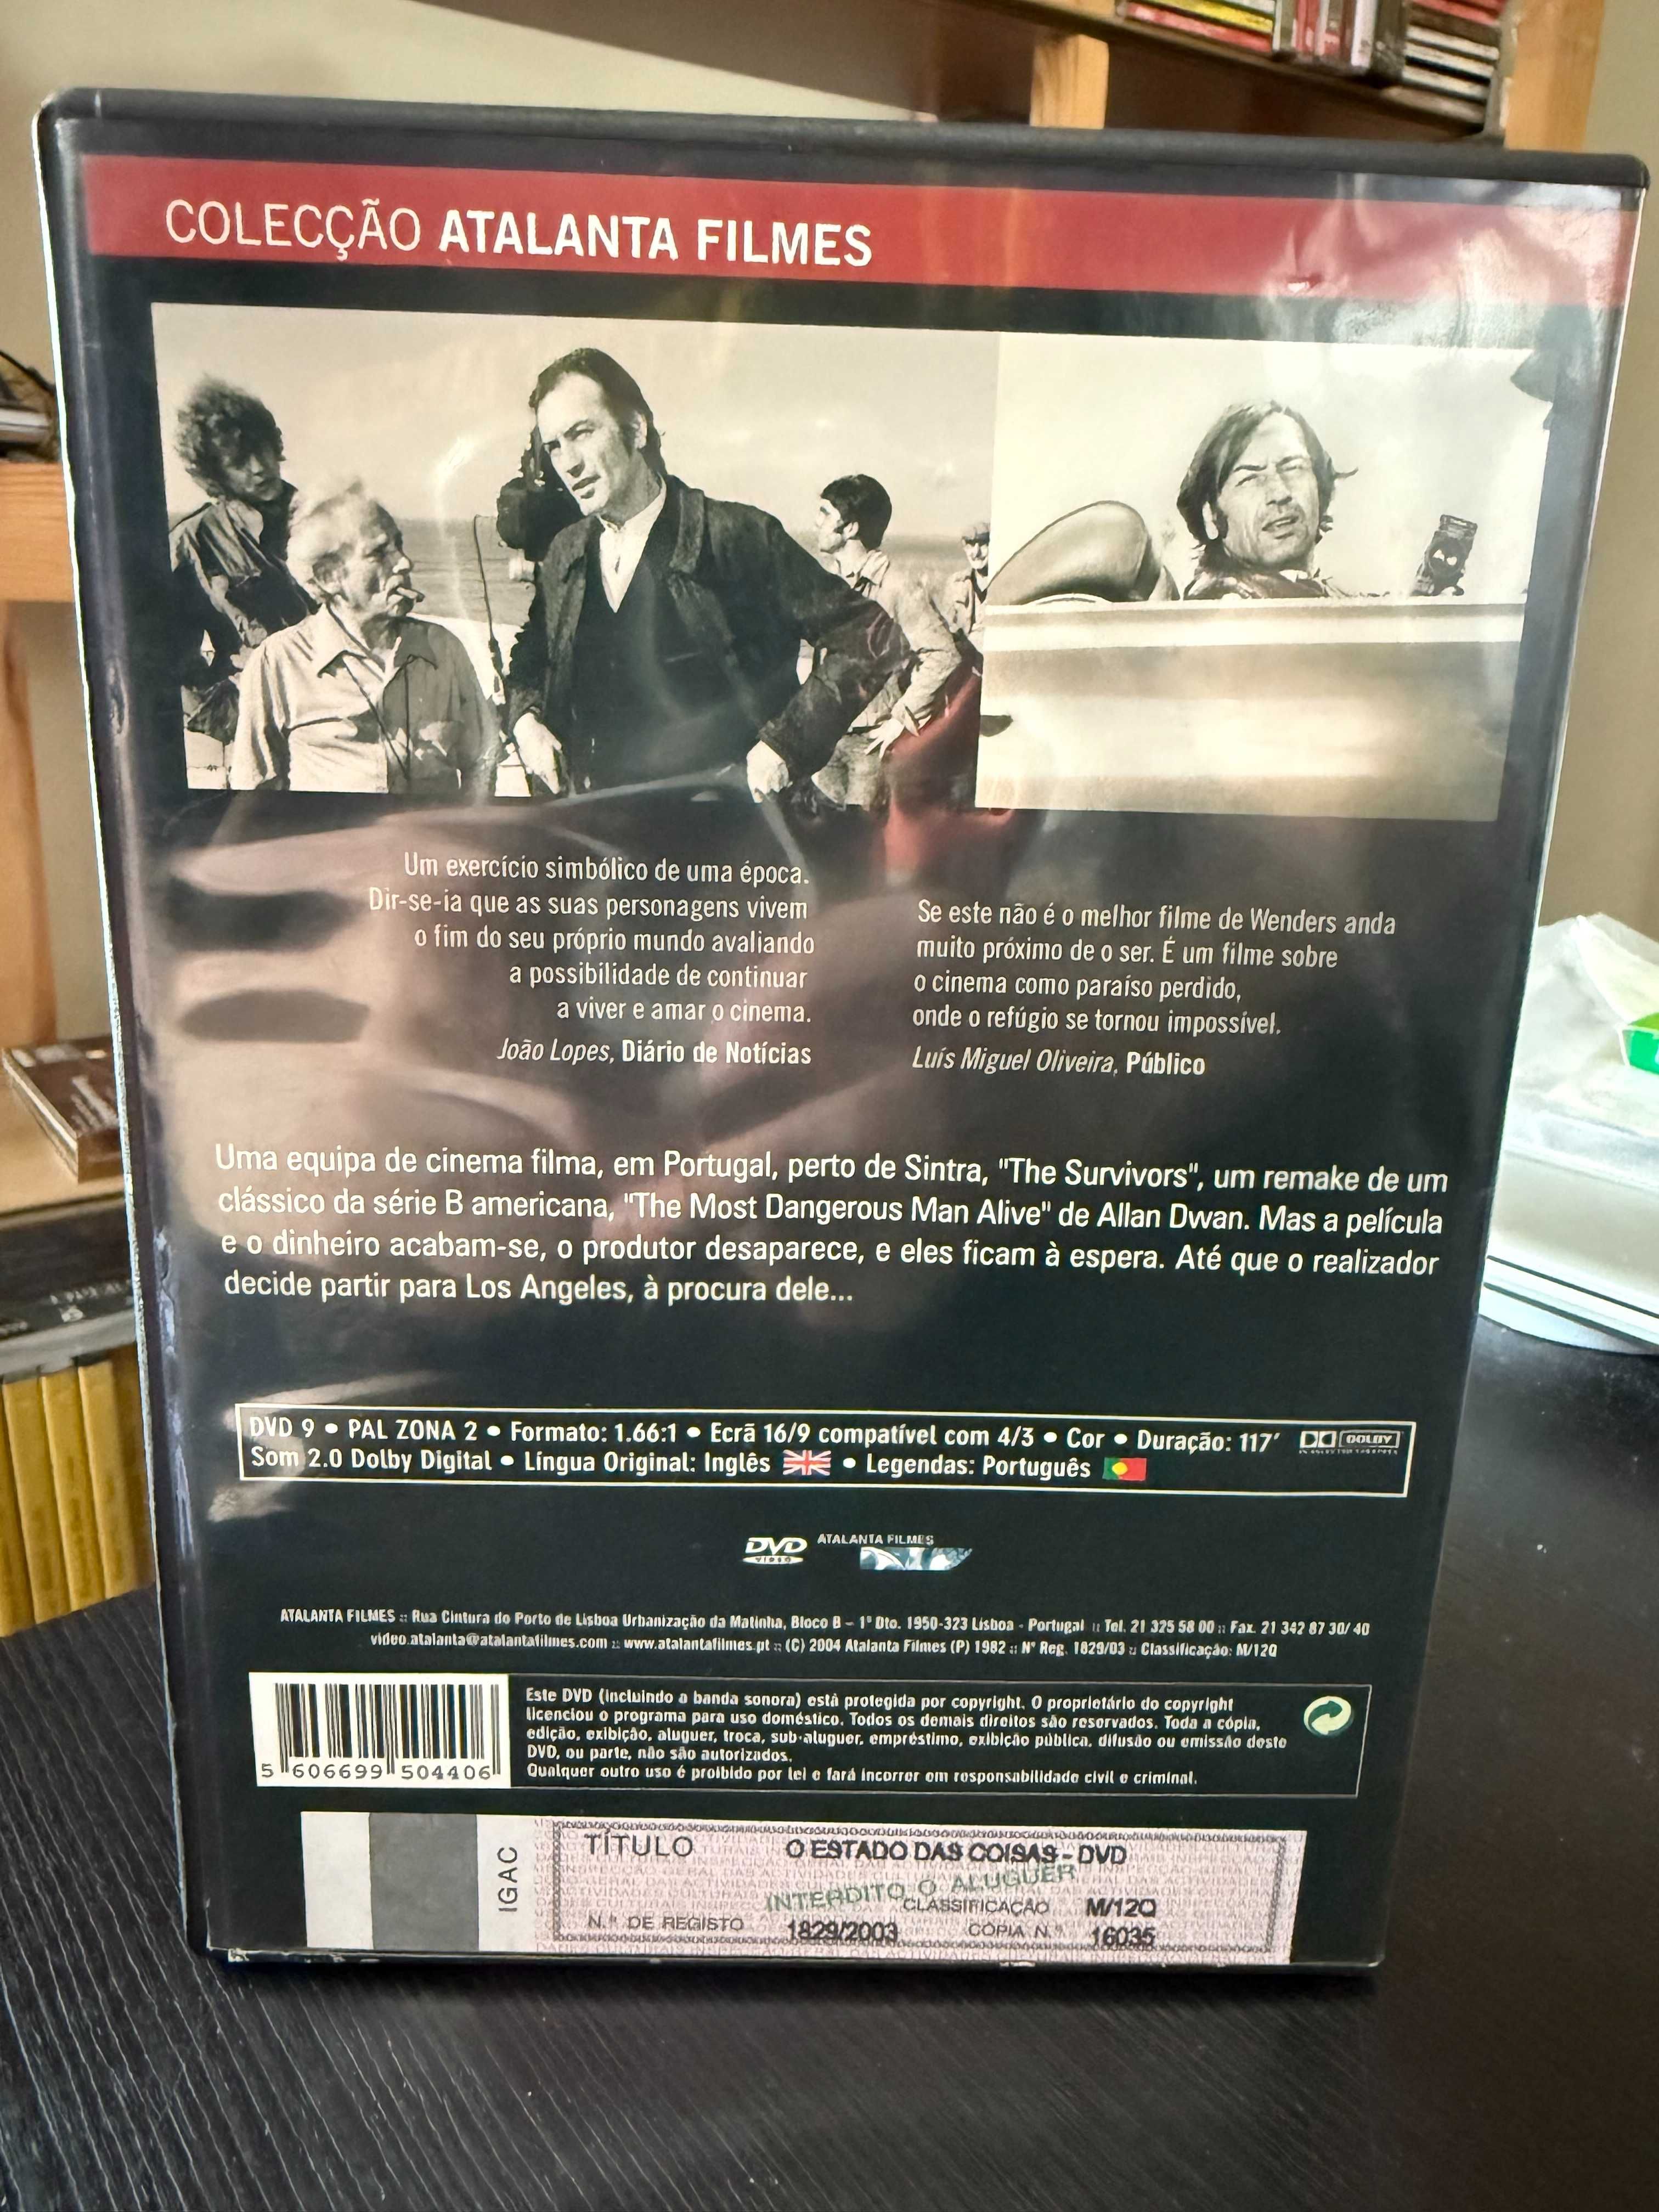 COLECÇÃO ATALANTA FILMES
Um exercício simbólico de uma época.
Dir-se-ia que as suas personagens vivem
o fim do seu próprio mundo avaliando
a possibilidade de continuar
a viver e amar o cinema.
João Lopes, Diário de Notícias
Se este não é o melhor filme de Wenders anda
muito próximo de o ser. É um filme sobre
o cinema como paraíso perdido,
onde o refúgio se tornou impossível.
Luís Miguel Oliveira, Público
Uma equipa de cinema filma, em Portugal, perto de Sintra, "The Survivors", um remake de um
clássico da série B americana, "The Most Dangerous Man Alive" de Allan Dwan. Mas a película
e o dinheiro acabam-se, o produtor desaparece, e eles ficam à espera. Até que o realizador
decide partir para Los Angeles, à procura dele...
DVD 9 • PAL ZONA 2 • Formato: 1.66:1 • Ecrã 16/9 compatível com 4/3 • Cor • Duração: 117’ DOLBY
Som 2.0 Dolby Digital • Língua Original: Inglês • Legendas: Português
DVD VIDEO ATALANTA FILMES
ATALANTA FILMES :: Rua Cintura do Porto de Lisboa Urbanização da Matinha, Bloco B – 1º Dto. 1950-323 Lisboa - Portugal :: Tel. 21 325 58 00 :: Fax. 21 342 87 30/ 40
video.atalanta@atalantafilmes.com :: www.atalantafilmes.pt :: (C) 2004 Atalanta Filmes (P) 1982 :: Nº Reg. 1829/03 :: Classificação: M/12Q
Este DVD (incluindo a banda sonora) está protegida por copyright. O proprietário do copyright
licenciou o programa para uso doméstico. Todos os demais direitos são reservados. Toda a cópia,
edição, exibição, aluguer, troca, sub-aluguer, empréstimo, exibição pública, difusão ou emissão deste
DVD, ou parte, não são autorizados.
Qualquer outro uso é proibido por lei e fará incorrer em responsabilidade civil e criminal.
5 606699 504406
IGAC
TÍTULO O ESTADO DAS COISAS - DVD
INTERDITO O ALUGUER
CLASSIFICAÇÃO M/12Q
N.º DE REGISTO 1829/2003 CÓPIA N.º 16035